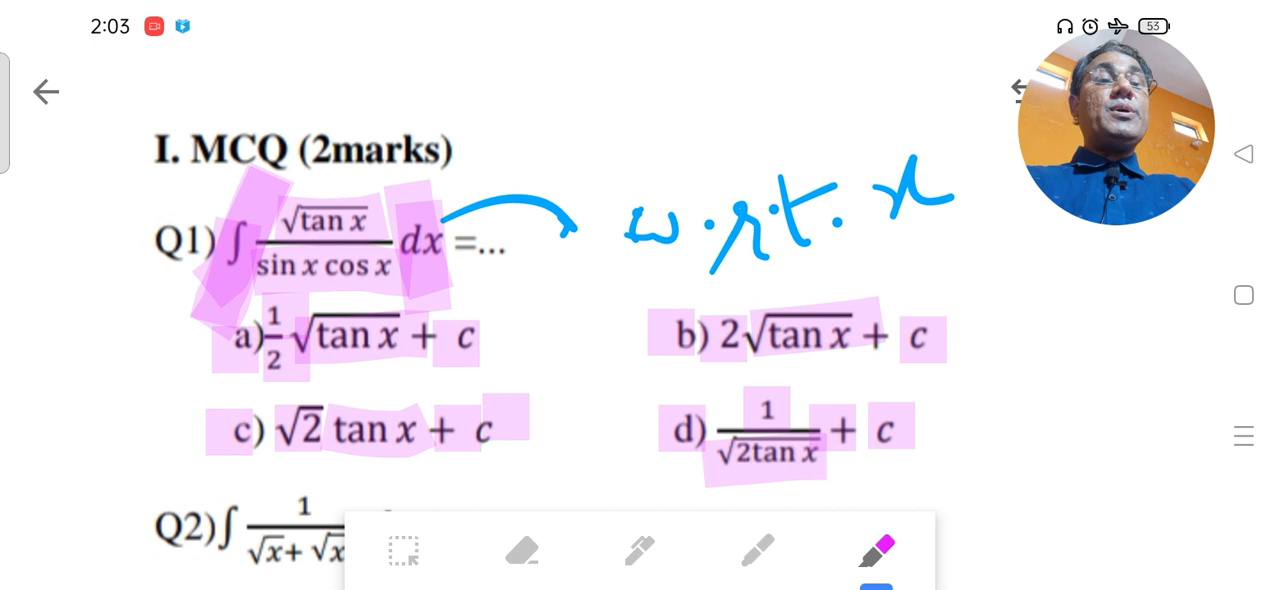 2:03 53
I. MCQ (2marks)
Q1) ∫ √tan x / sin x cos x dx =... w.r.t. x
a) 1/2 √tan x + c b) 2√tan x + c
c) √2 tan x + c d) 1/√2tan x + c
Q2) ∫ 1/√x+ √x